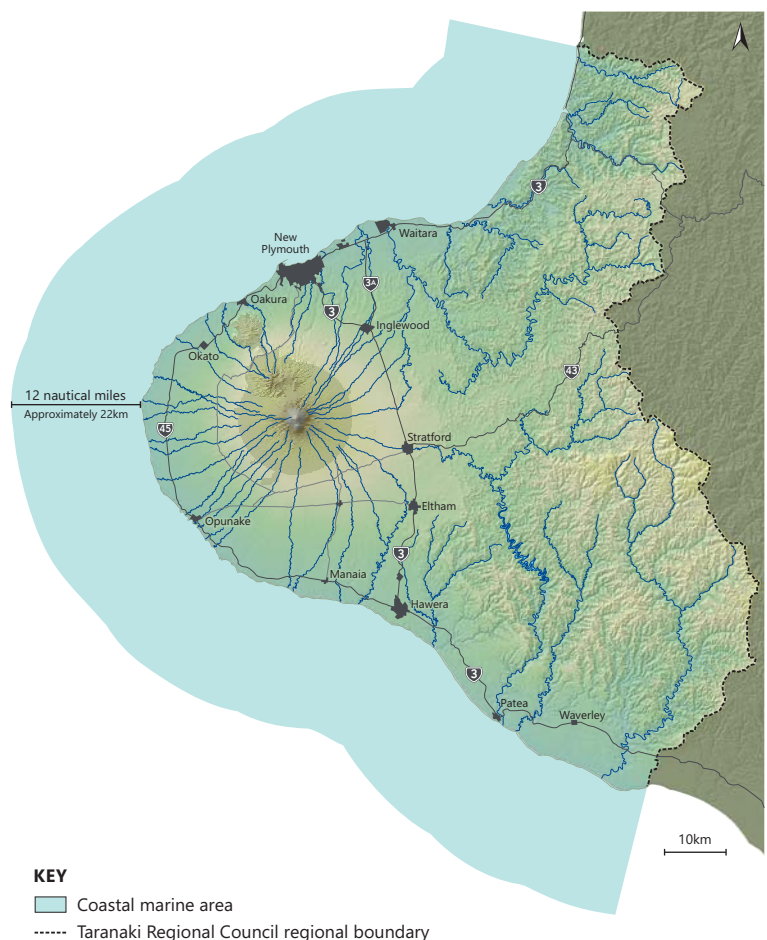 3
New
Plymouth
Waitara
3A
Oakura
3
Inglewood
Okato
43
12 nautical miles
Approximately 22km
45
Stratford
Eltham
Opunake
3
Manaia
Hawera
3
Patea
Waverley
10km
KEY
Coastal marine area
Taranaki Regional Council regional boundary